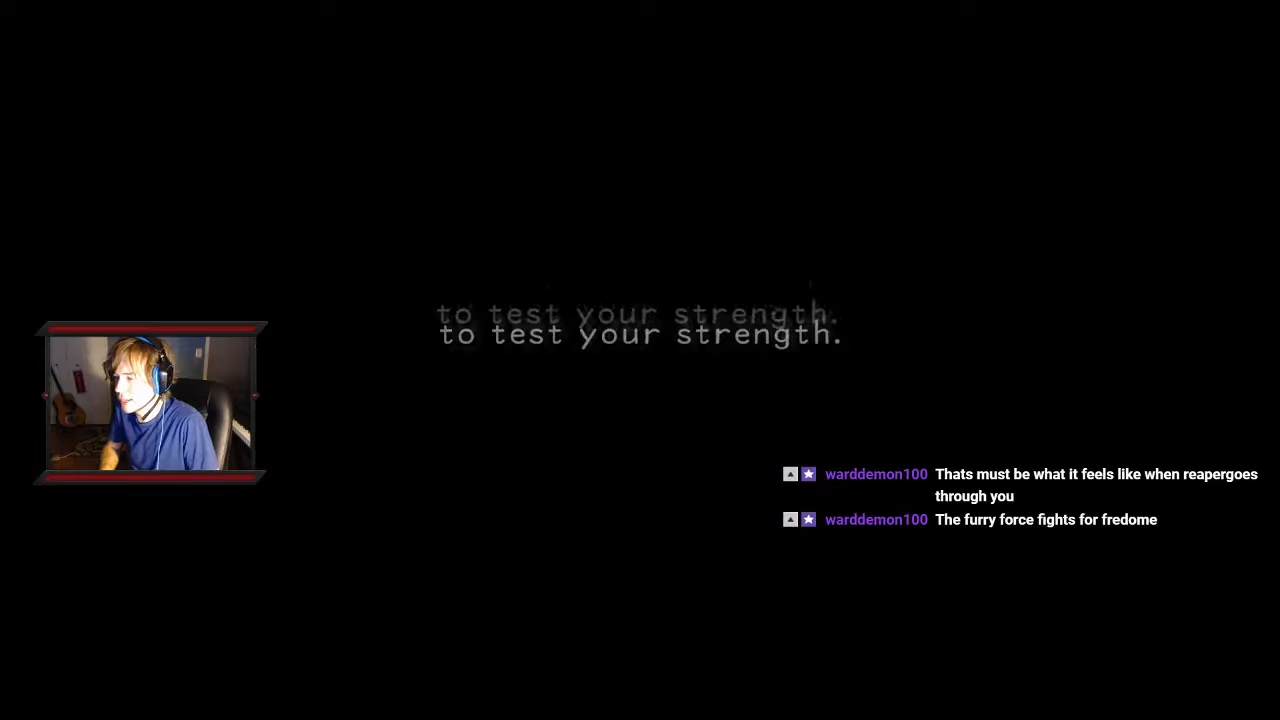 to test your strength.
to test your strength.
warddemon100 Thats must be what it feels like when reapergoes
through you
warddemon100 The furry force fights for fredome